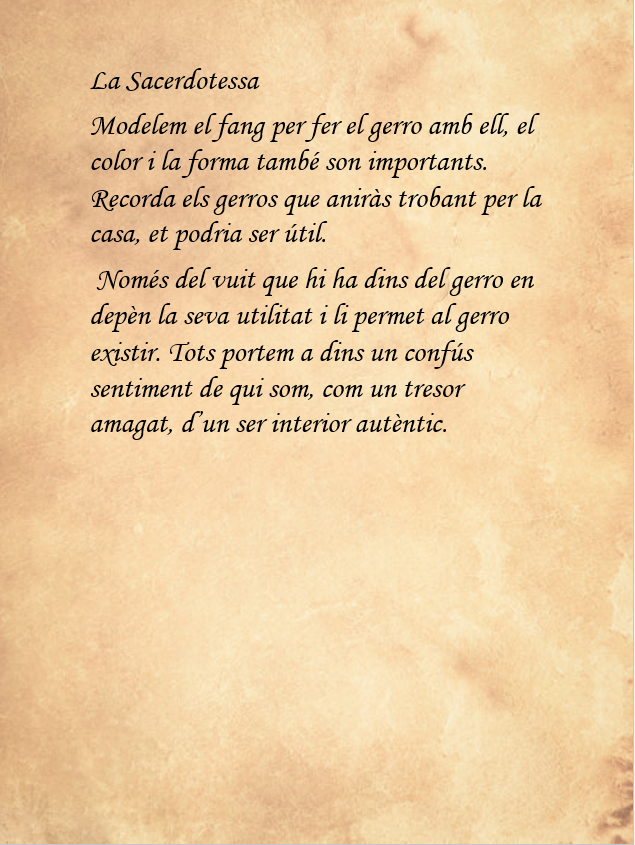 La Sacerdotessa
Modelem el fang per fer el gerro amb ell, el
color i la forma també son importants.
Recorda els gerros que aniràs trobant per la
casa, et podria ser útil.
Només del vuit que hi ha dins del gerro en
depèn la seva utilitat i li permet al gerro
existir. Tots portem a dins un confús
sentiment de qui som, com un tresor
amagat, d’un ser interior autèntic.